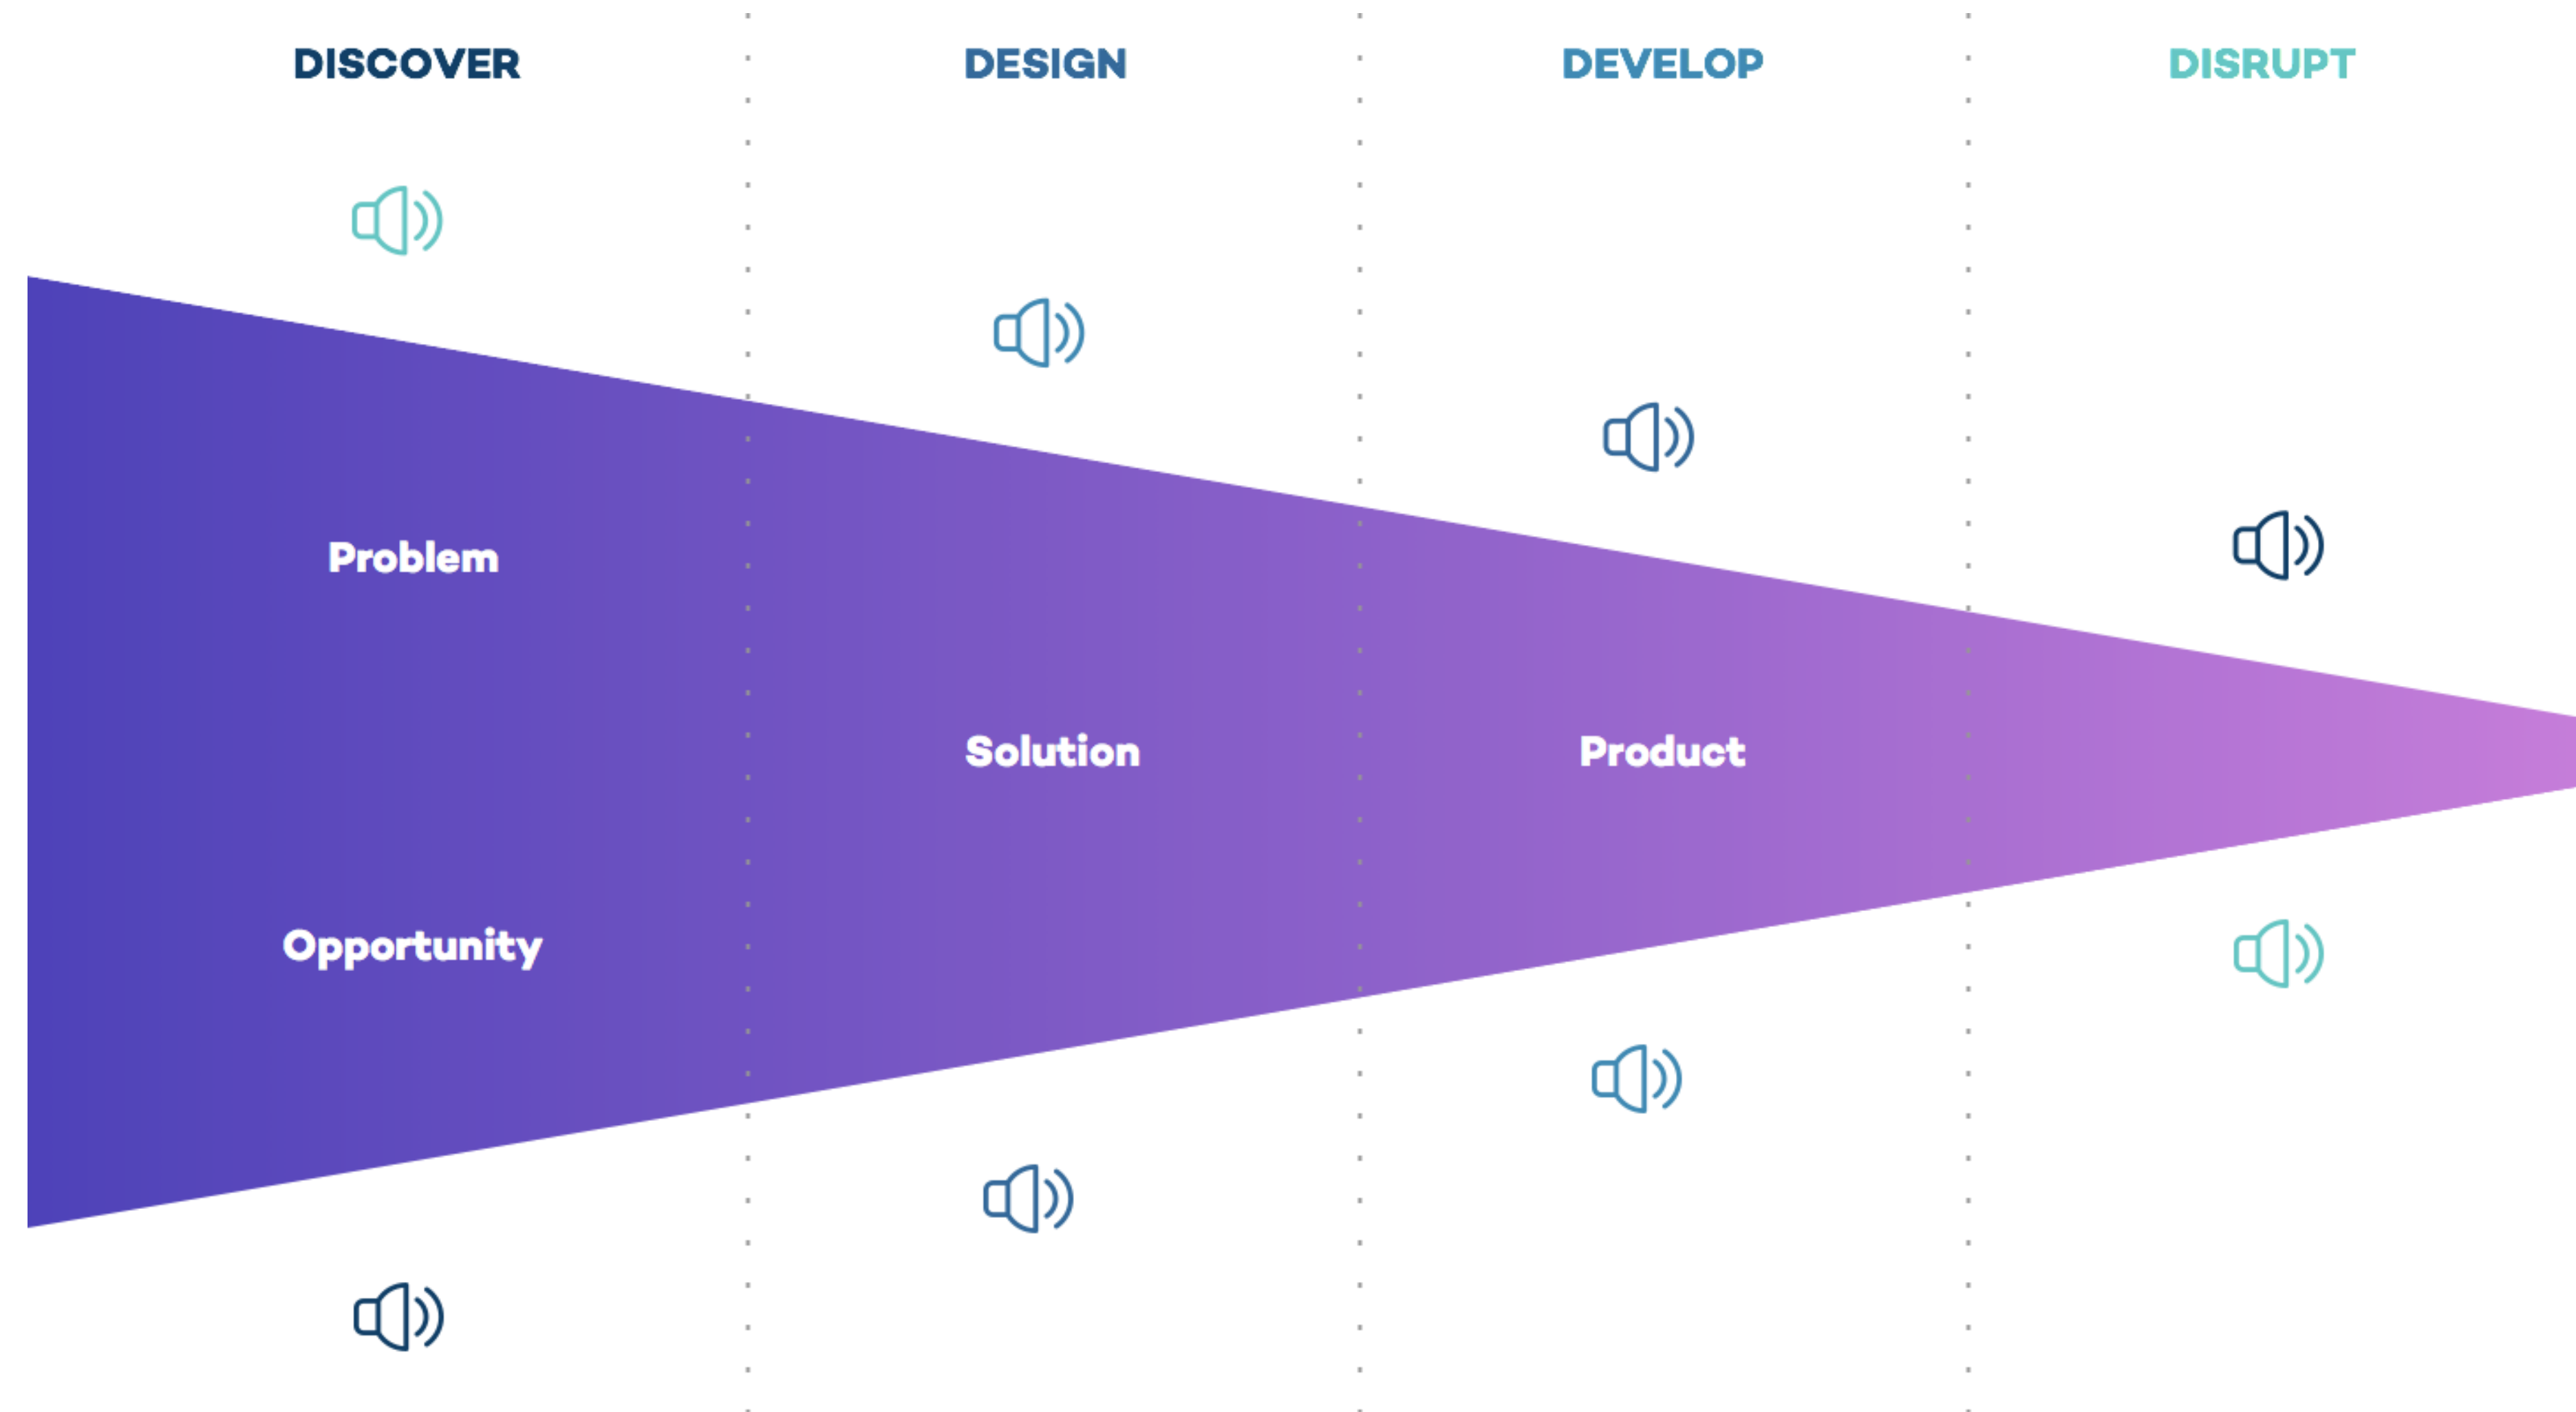 DISCOVER
DESIGN
DEVELOP
DISRUPT
Problem
Solution
Product
Opportunity